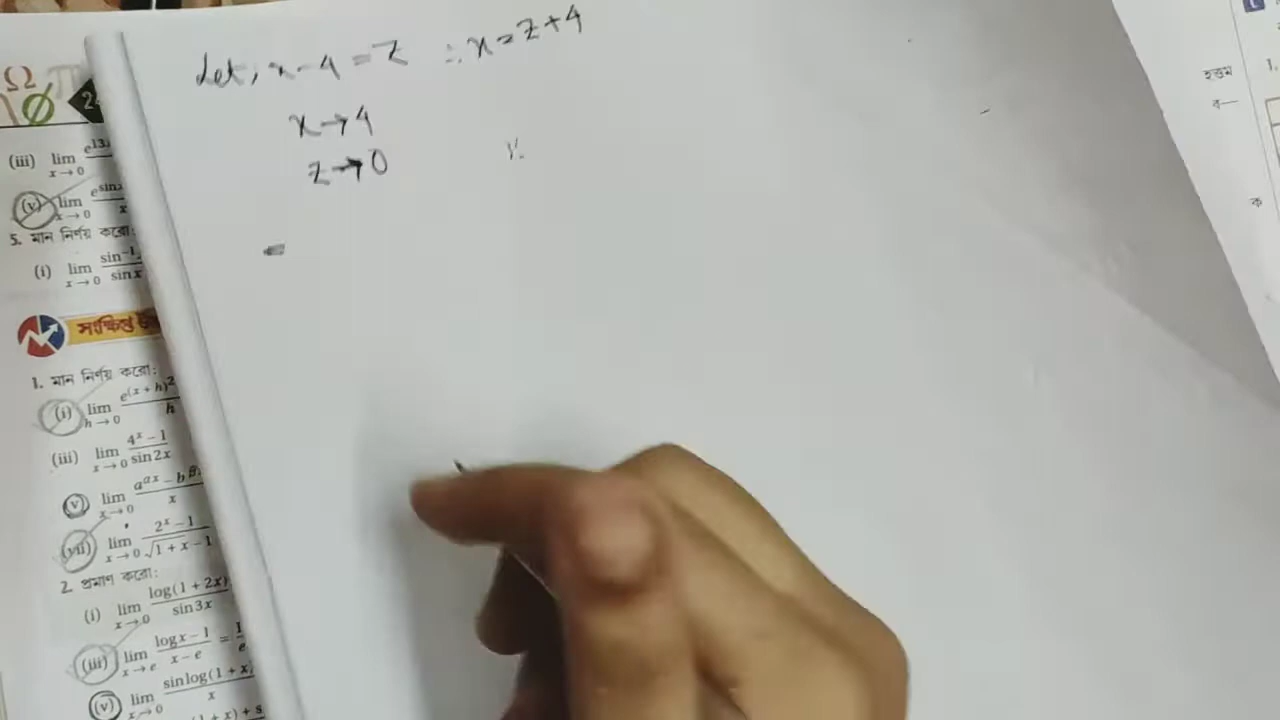 Let, x-4=z ∴ x=z+4
x→4
z→0
(iii) lim x→0
(v) lim x→0 e^sin x
5. মান নির্ণয় করো:
(i) lim x→0 sin⁻¹ / sin x
1. মান নির্ণয় করো:
(i) lim h→0 e^(x+h)² / h
(iii) lim x→0 4^x − 1 / sin 2x
(v) lim x→0 / x
(vii) lim x→0 2^x − 1 / √1 + x − 1
2. প্রমাণ করো:
(i) lim x→0 log(1 + 2x) / sin 3x
(iii) lim x→e log x − 1 / x − e = 1/e
(v) lim x→0 sin log(1 + x) / x